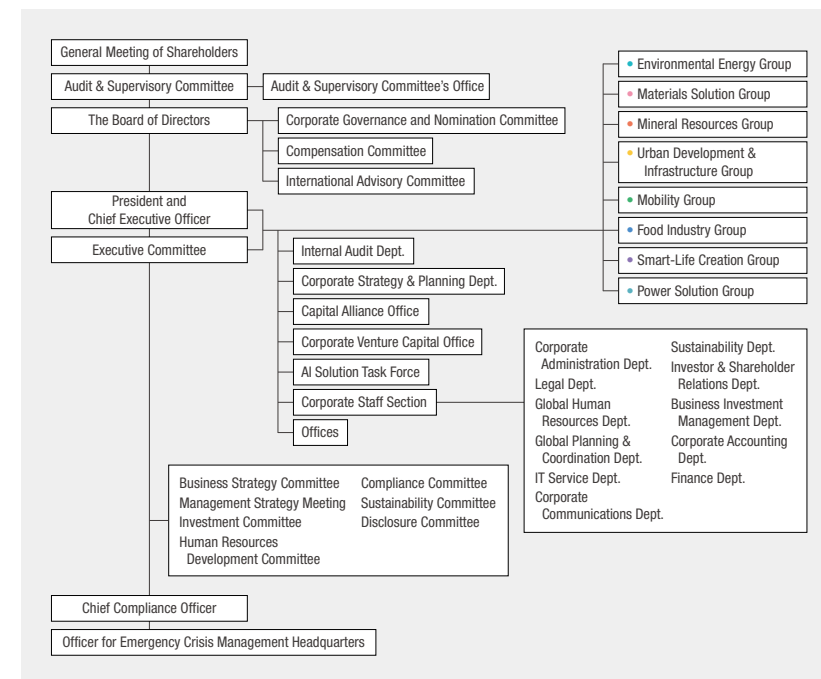 General Meeting of Shareholders
Audit & Supervisory Committee
Audit & Supervisory Committee's Office
The Board of Directors
Corporate Governance and Nomination Committee
Compensation Committee
International Advisory Committee
President and
Chief Executive Officer
Executive Committee
Internal Audit Dept.
Corporate Strategy & Planning Dept.
Capital Alliance Office
Corporate Venture Capital Office
AI Solution Task Force
Corporate Staff Section
Offices
Environmental Energy Group
Materials Solution Group
Mineral Resources Group
Urban Development &
Infrastructure Group
Mobility Group
Food Industry Group
Smart-Life Creation Group
Power Solution Group
Corporate
Administration Dept.
Legal Dept.
Global Human
Resources Dept.
Global Planning &
Coordination Dept.
IT Service Dept.
Corporate
Communications Dept.
Sustainability Dept.
Investor & Shareholder
Relations Dept.
Business Investment
Management Dept.
Corporate Accounting
Dept.
Finance Dept.
Business Strategy Committee
Management Strategy Meeting
Investment Committee
Human Resources
Development Committee
Compliance Committee
Sustainability Committee
Disclosure Committee
Chief Compliance Officer
Officer for Emergency Crisis Management Headquarters